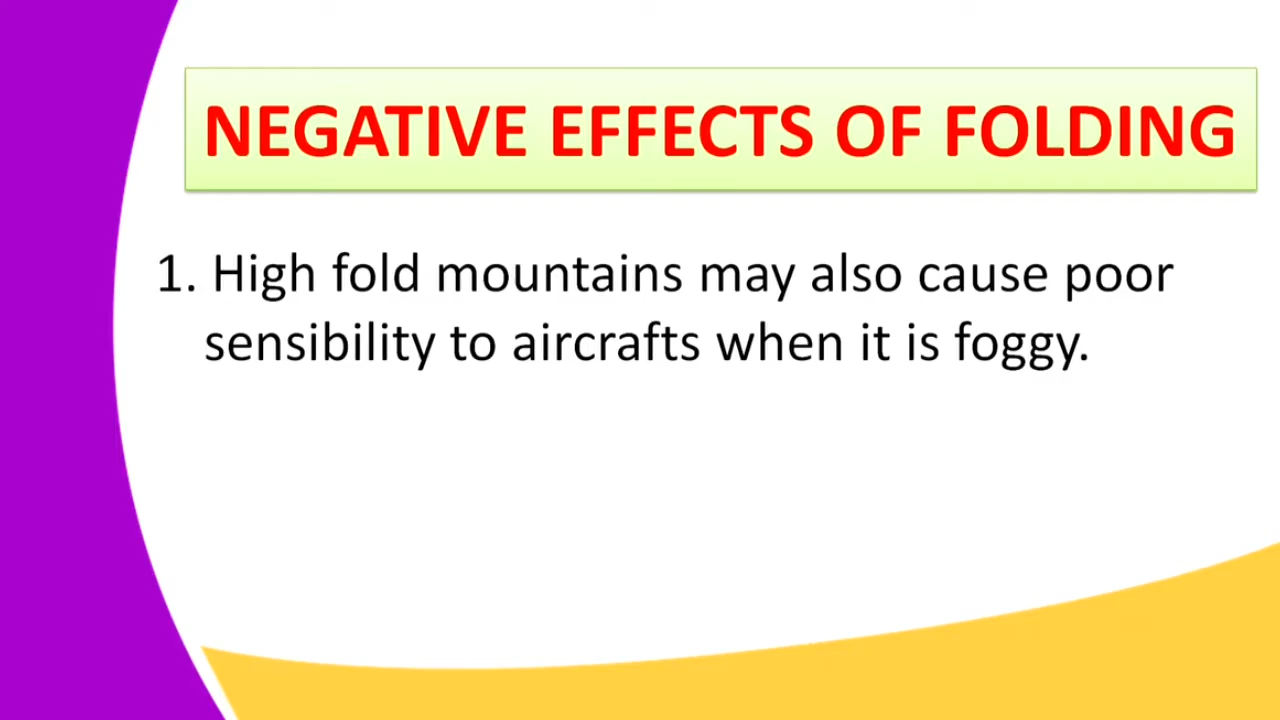 NEGATIVE EFFECTS OF FOLDING
1. High fold mountains may also cause poor
sensibility to aircrafts when it is foggy.